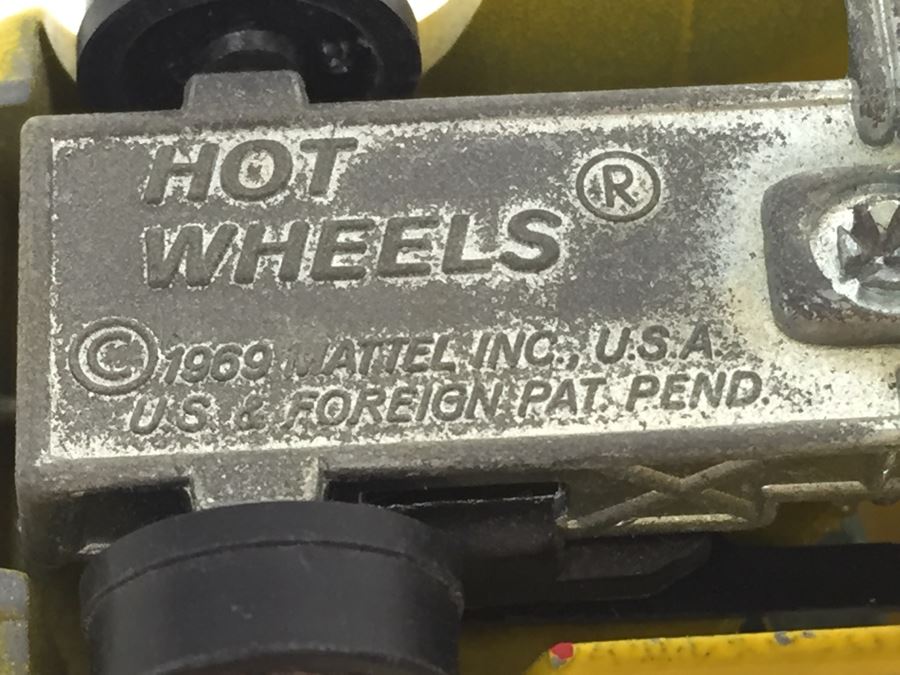 HOT
WHEELS ®
© 1969 MATTEL INC., U.S.A.
U.S. & FOREIGN PAT. PEND.